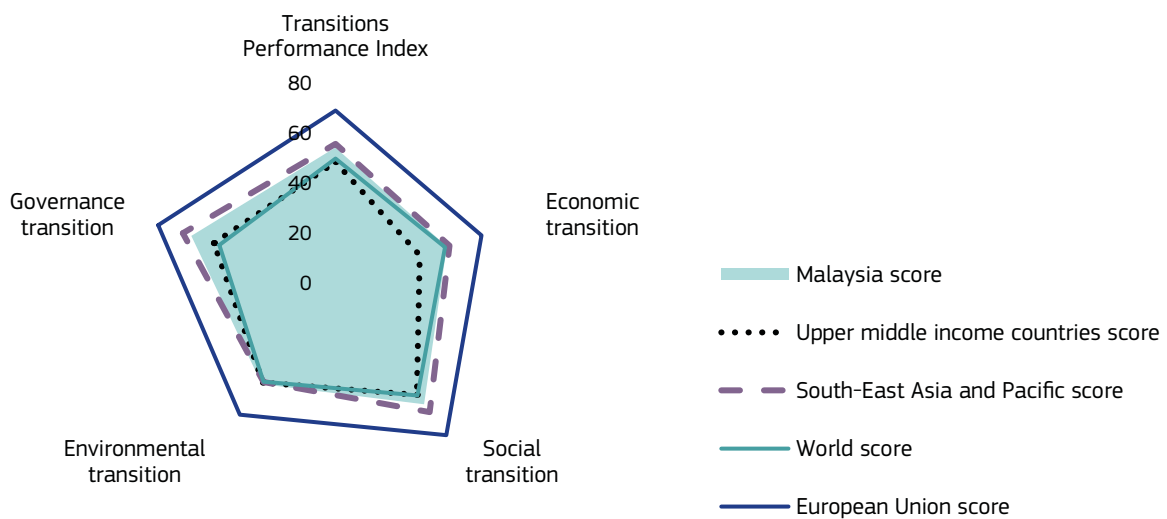 Transitions
Performance Index
80
60
40
20
0
Governance
transition
Economic
transition
Environmental
transition
Social
transition
Malaysia score
Upper middle income countries score
South-East Asia and Pacific score
World score
European Union score